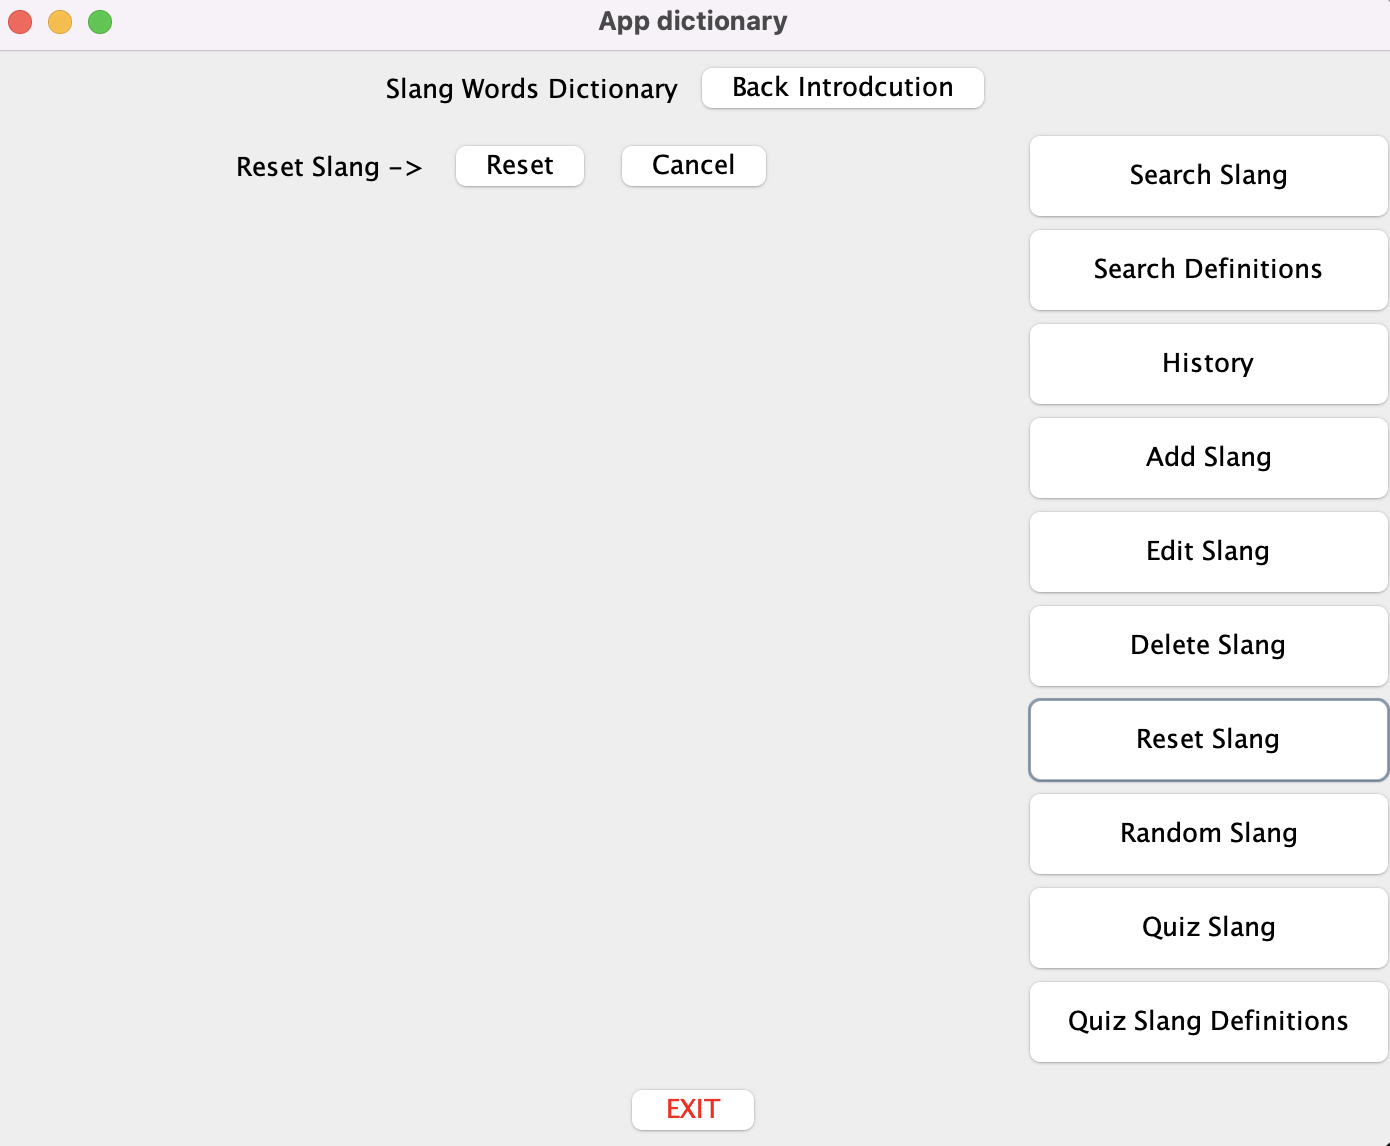 App dictionary
Slang Words Dictionary Back Introdcution
Reset Slang -> Reset Cancel
Search Slang
Search Definitions
History
Add Slang
Edit Slang
Delete Slang
Reset Slang
Random Slang
Quiz Slang
Quiz Slang Definitions
EXIT